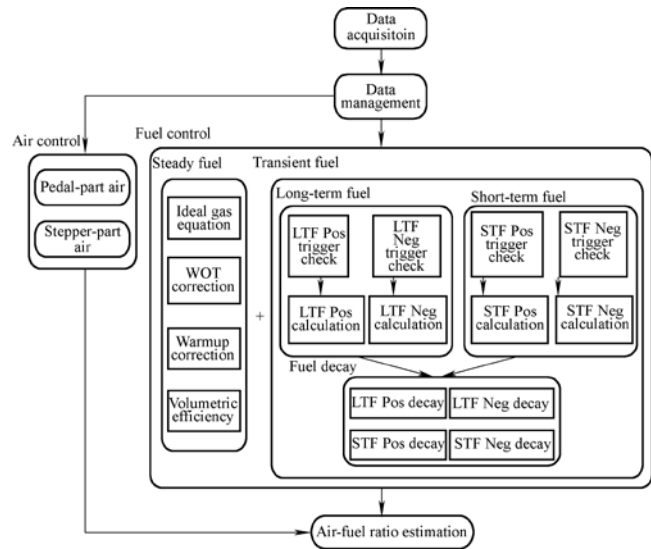 Data
acquisitoin
Data
management
Air control
Pedal-part air
Stepper-part
air
Fuel control
Steady fuel
Ideal gas
equation
WOT
correction
Warmup
correction
Volumetric
efficiency
+
Transient fuel
Long-term fuel
LTF Pos
trigger
check
LTF
Neg
trigger
check
LTF Pos
calculation
LTF Neg
calculation
Short-term fuel
STF Pos
trigger
check
STF Neg
trigger
check
STF Pos
calculation
STF Neg
calculation
Fuel decay
LTF Pos decay
LTF Neg decay
STF Pos decay
STF Neg decay
Air-fuel ratio estimation